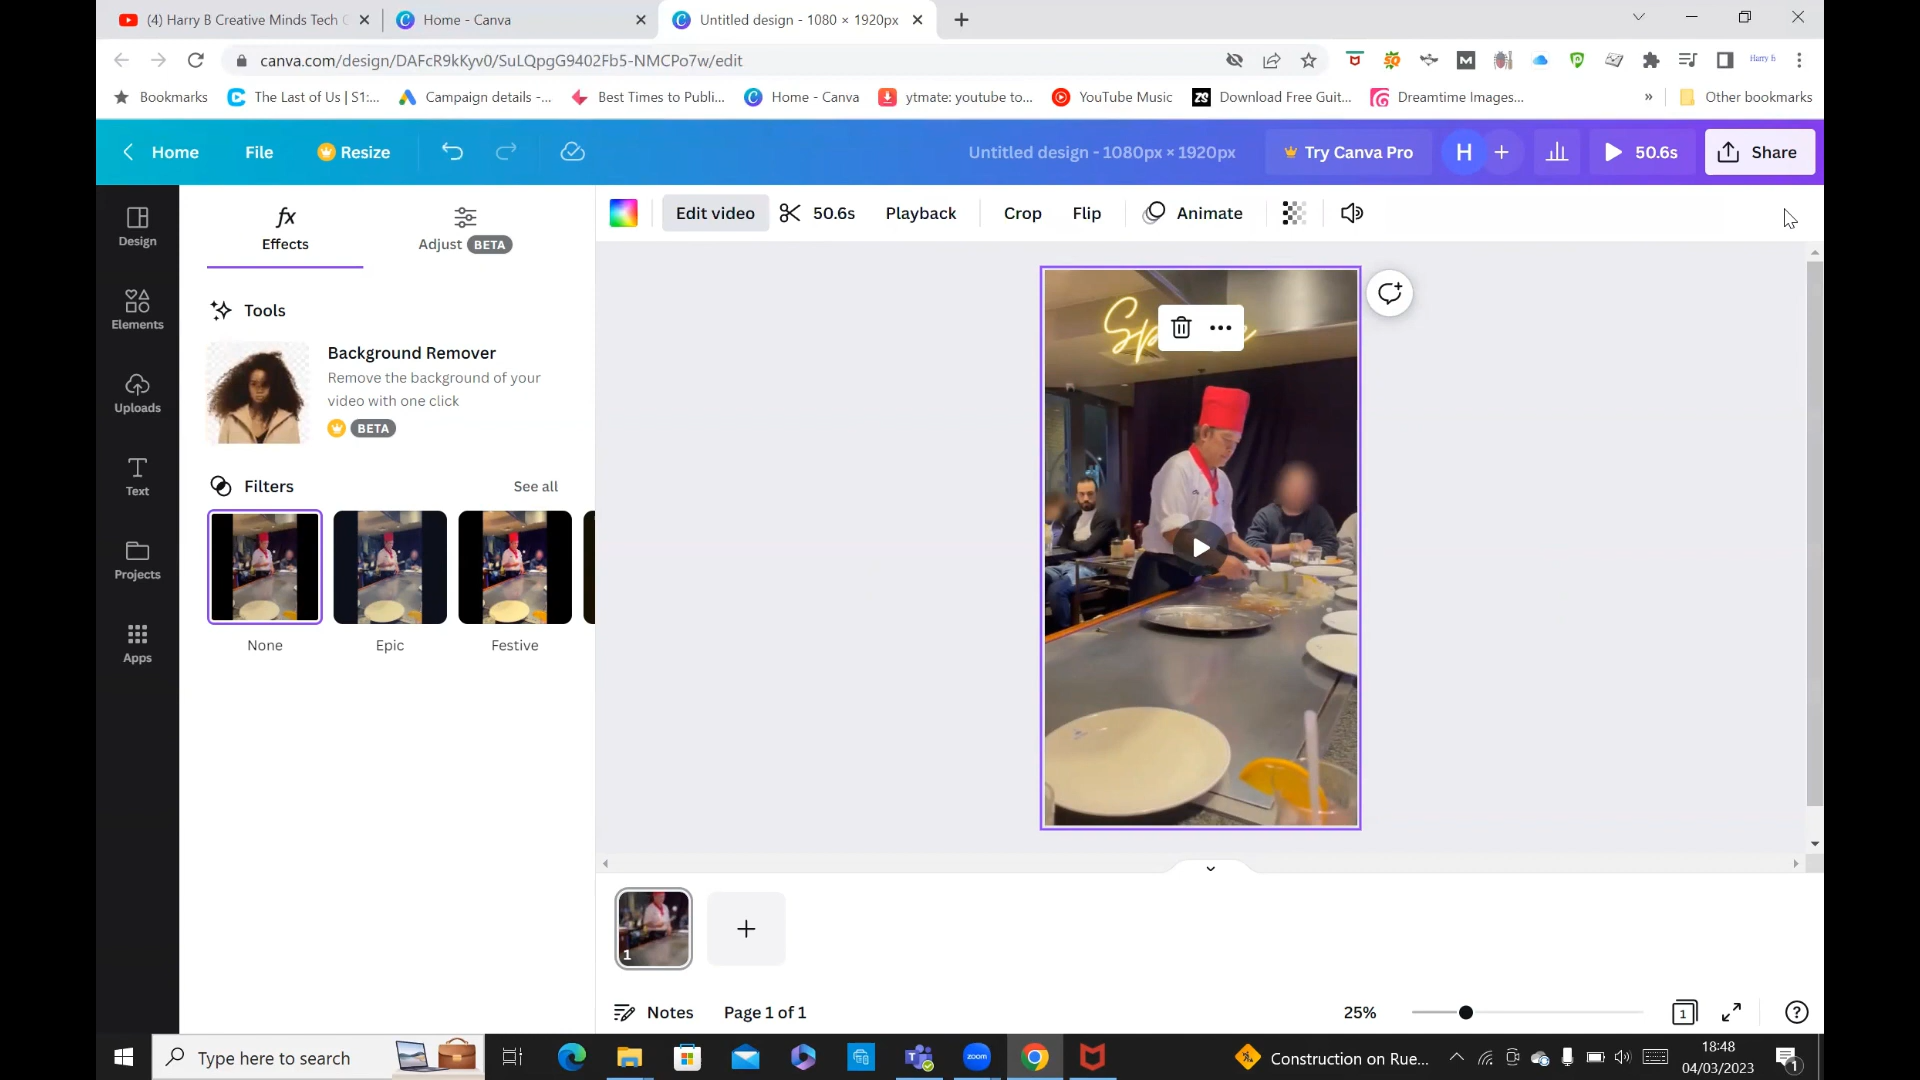 (4) Harry B Creative Minds Tech
Home - Canva
Untitled design - 1080 × 1920px
canva.com/design/DAFcR9kKyv0/SuLQpgG9402Fb5-NMCPo7w/edit
Harry B
Bookmarks
The Last of Us | S1:...
Campaign details -...
Best Times to Publi...
Home - Canva
ytmate: youtube to...
YouTube Music
Download Free Guit...
Dreamtime Images...
»
Other bookmarks
Home
File
Resize
Untitled design - 1080px × 1920px
Try Canva Pro
H
+
50.6s
Share
Design
Elements
Uploads
Text
Projects
Apps
fx
Effects
Adjust BETA
Edit video
50.6s
Playback
Crop
Flip
Animate
Tools
Background Remover
Remove the background of your
video with one click
BETA
Filters
See all
None
Epic
Festive
1
+
Notes
Page 1 of 1
25%
1
?
Type here to search
zoom
Construction on Rue...
18:48
04/03/2023
1